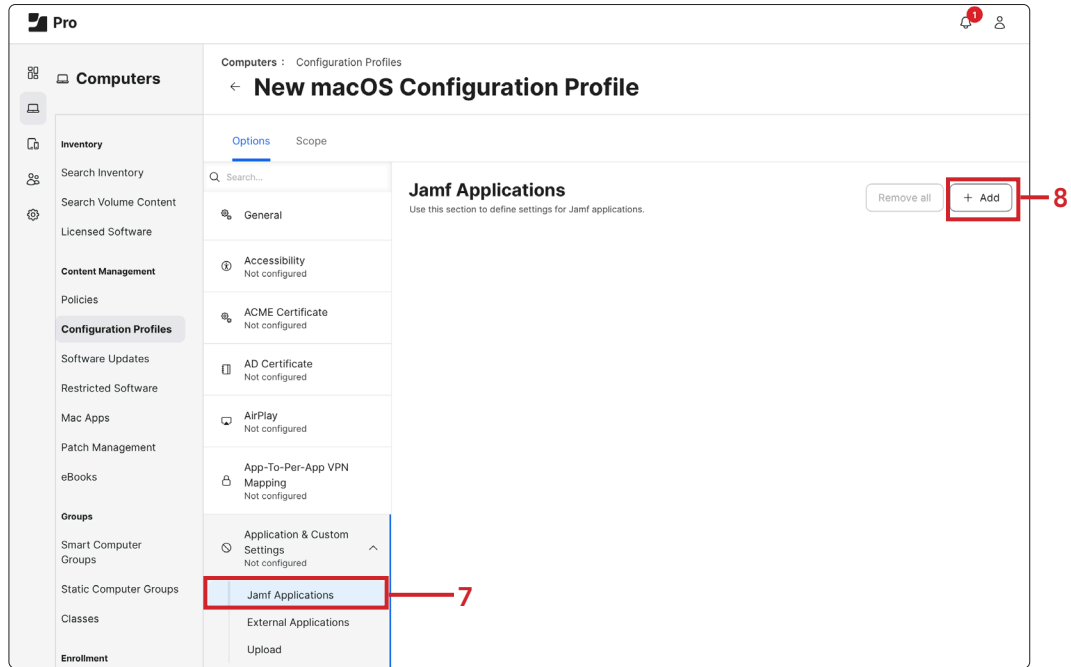 Pro
1
Computers
Inventory
Search Inventory
Search Volume Content
Licensed Software
Content Management
Policies
Configuration Profiles
Software Updates
Restricted Software
Mac Apps
Patch Management
eBooks
Groups
Smart Computer
Groups
Static Computer Groups
Classes
Enrollment
Computers : Configuration Profiles
← New macOS Configuration Profile
Options Scope
Search...
General
Accessibility
Not configured
ACME Certificate
Not configured
AD Certificate
Not configured
AirPlay
Not configured
App-To-Per-App VPN
Mapping
Not configured
Application & Custom
Settings
Not configured
Jamf Applications
7
External Applications
Upload
Jamf Applications
Use this section to define settings for Jamf applications.
Remove all
+ Add
8